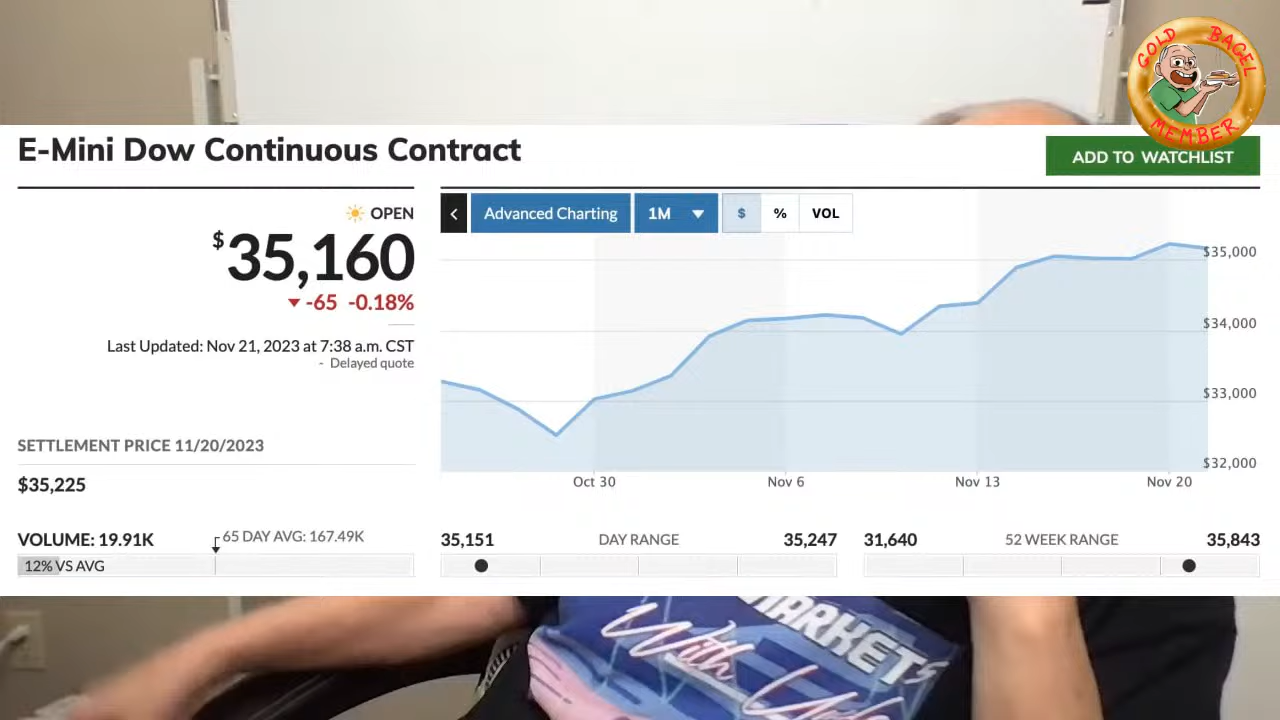 GOLD BAGEL
MEMBER
E-Mini Dow Continuous Contract
ADD TO WATCHLIST
OPEN
$35,160
-65 -0.18%
Last Updated: Nov 21, 2023 at 7:38 a.m. CST
- Delayed quote
SETTLEMENT PRICE 11/20/2023
$35,225
VOLUME: 19.91K
65 DAY AVG: 167.49K
12% VS AVG
Advanced Charting
1M
$
%
VOL
$35,000
$34,000
$33,000
$32,000
Oct 30
Nov 6
Nov 13
Nov 20
35,151
DAY RANGE
35,247
31,640
52 WEEK RANGE
35,843
MARKETS
With